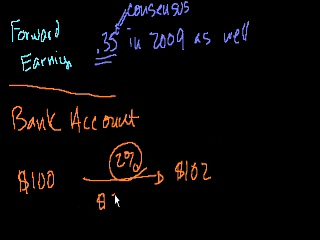 consensus
Forward
Earnings
.35 in 2009 as well
Bank Account
2%
$100
$102
$